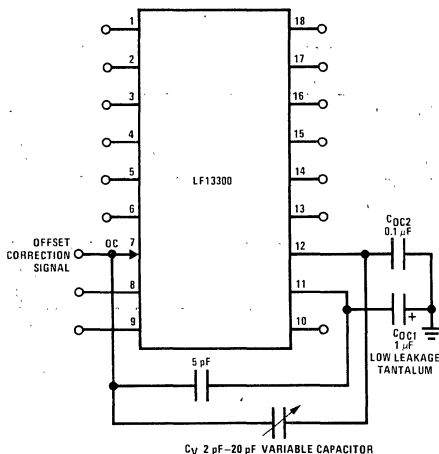 1
18
2
17
3
16
4
15
5
LF13300
14
6
13
OFFSET
CORRECTION
SIGNAL
OC
7
12
COC2
0.1 μF
8
11
9
10
COC1
1 μF
+
LOW LEAKAGE
TANTALUM
5 pF
CV 2 pF–20 pF VARIABLE CAPACITOR